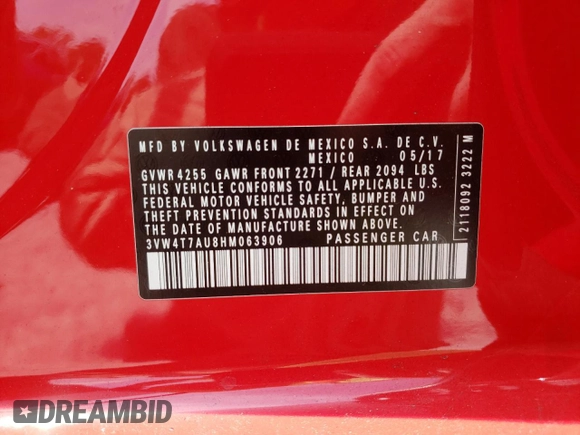 MFD BY VOLKSWAGEN DE MEXICO S.A. DE C.V.
MEXICO 05/17
GVWR 4255 GAWR FRONT 2271 / REAR 2094 LBS
THIS VEHICLE CONFORMS TO ALL APPLICABLE U.S.
FEDERAL MOTOR VEHICLE SAFETY, BUMPER AND
THEFT PREVENTION STANDARDS IN EFFECT ON THE
DATE OF MANUFACTURE SHOWN ABOVE.
3VW4T7AU8HM063906 PASSENGER CAR
2118092 3222 M
DREAMBID